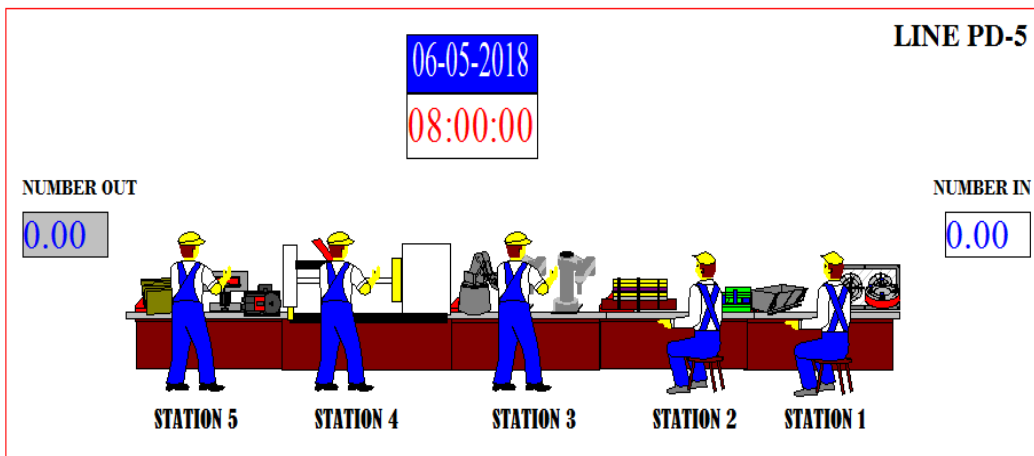 LINE PD-5
06-05-2018
08:00:00
NUMBER OUT
NUMBER IN
0.00
0.00
STATION 5
STATION 4
STATION 3
STATION 2
STATION 1